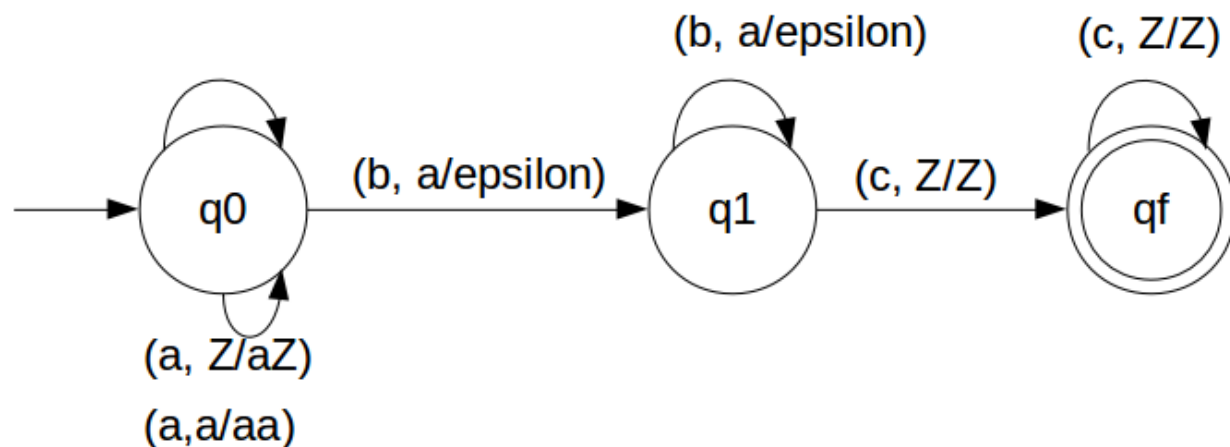 (b, a/epsilon)
(c, Z/Z)
(b, a/epsilon)
(c, Z/Z)
q0
q1
qf
(a, Z/aZ)
(a,a/aa)